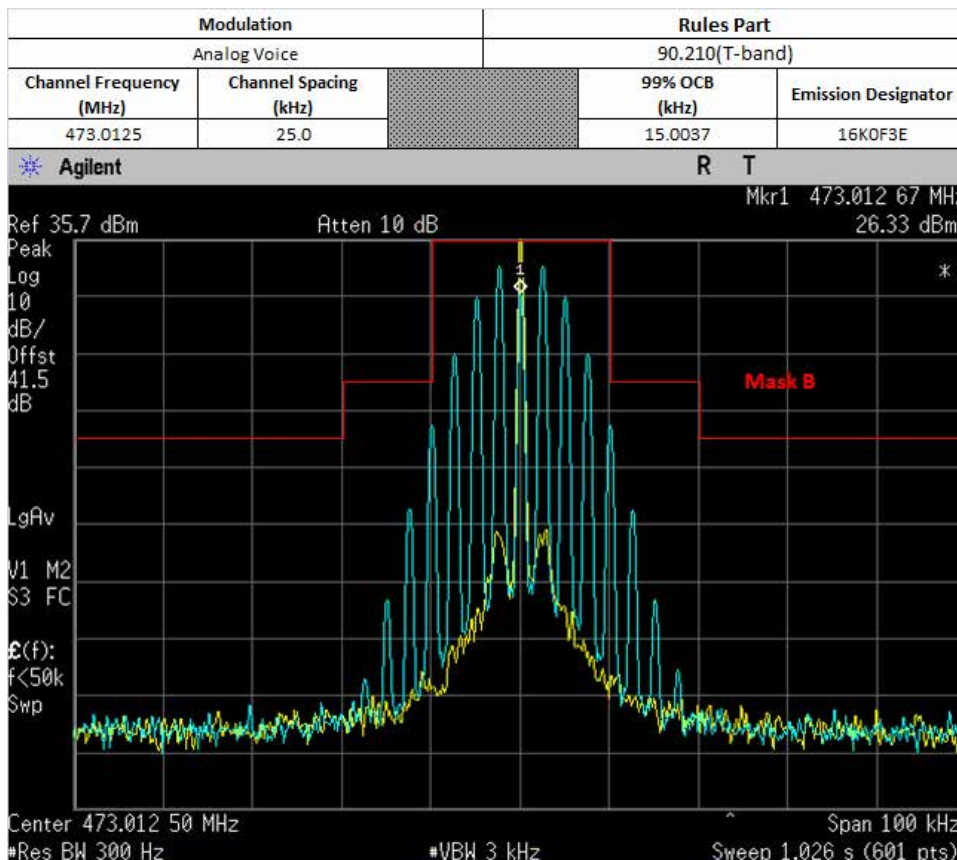 Modulation Rules Part
Analog Voice 90.210(T-band)
Channel Frequency (MHz) Channel Spacing (kHz) 99% OCB (kHz) Emission Designator
473.0125 25.0 15.0037 16K0F3E
Agilent R T
Mkr1 473.012 67 MHz
Ref 35.7 dBm Atten 10 dB 26.33 dBm
Peak
Log
10
dB/
Offst
41.5
dB
1
*
Mask B
LgAv
V1 M2
S3 FC
£(f):
f<50k
Swp
Center 473.012 50 MHz ^ Span 100 kHz
#Res BW 300 Hz #VBW 3 kHz Sweep 1.026 s (601 pts)